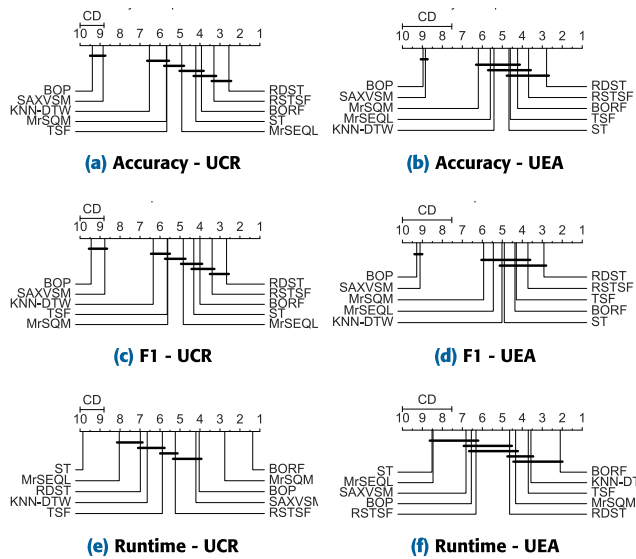 CD
10 9 8 7 6 5 4 3 2 1
BOP RDST
SAXVSM RSTSF
KNN-DTW BORF
MrSQM ST
TSF MrSEQL
(a) Accuracy - UCR
CD
10 9 8 7 6 5 4 3 2 1
BOP RDST
SAXVSM RSTSF
MrSQM BORF
MrSEQL TSF
KNN-DTW ST
(b) Accuracy - UEA
CD
10 9 8 7 6 5 4 3 2 1
BOP RDST
SAXVSM RSTSF
KNN-DTW BORF
TSF ST
MrSQM MrSEQL
(c) F1 - UCR
CD
10 9 8 7 6 5 4 3 2 1
BOP RDST
SAXVSM RSTSF
MrSQM TSF
MrSEQL BORF
KNN-DTW ST
(d) F1 - UEA
CD
10 9 8 7 6 5 4 3 2 1
ST BORF
MrSEQL MrSQM
RDST BOP
KNN-DTW SAXVSM
TSF RSTSF
(e) Runtime - UCR
CD
10 9 8 7 6 5 4 3 2 1
ST BORF
MrSEQL KNN-DT
SAXVSM TSF
BOP MrSQM
RSTSF RDST
(f) Runtime - UEA